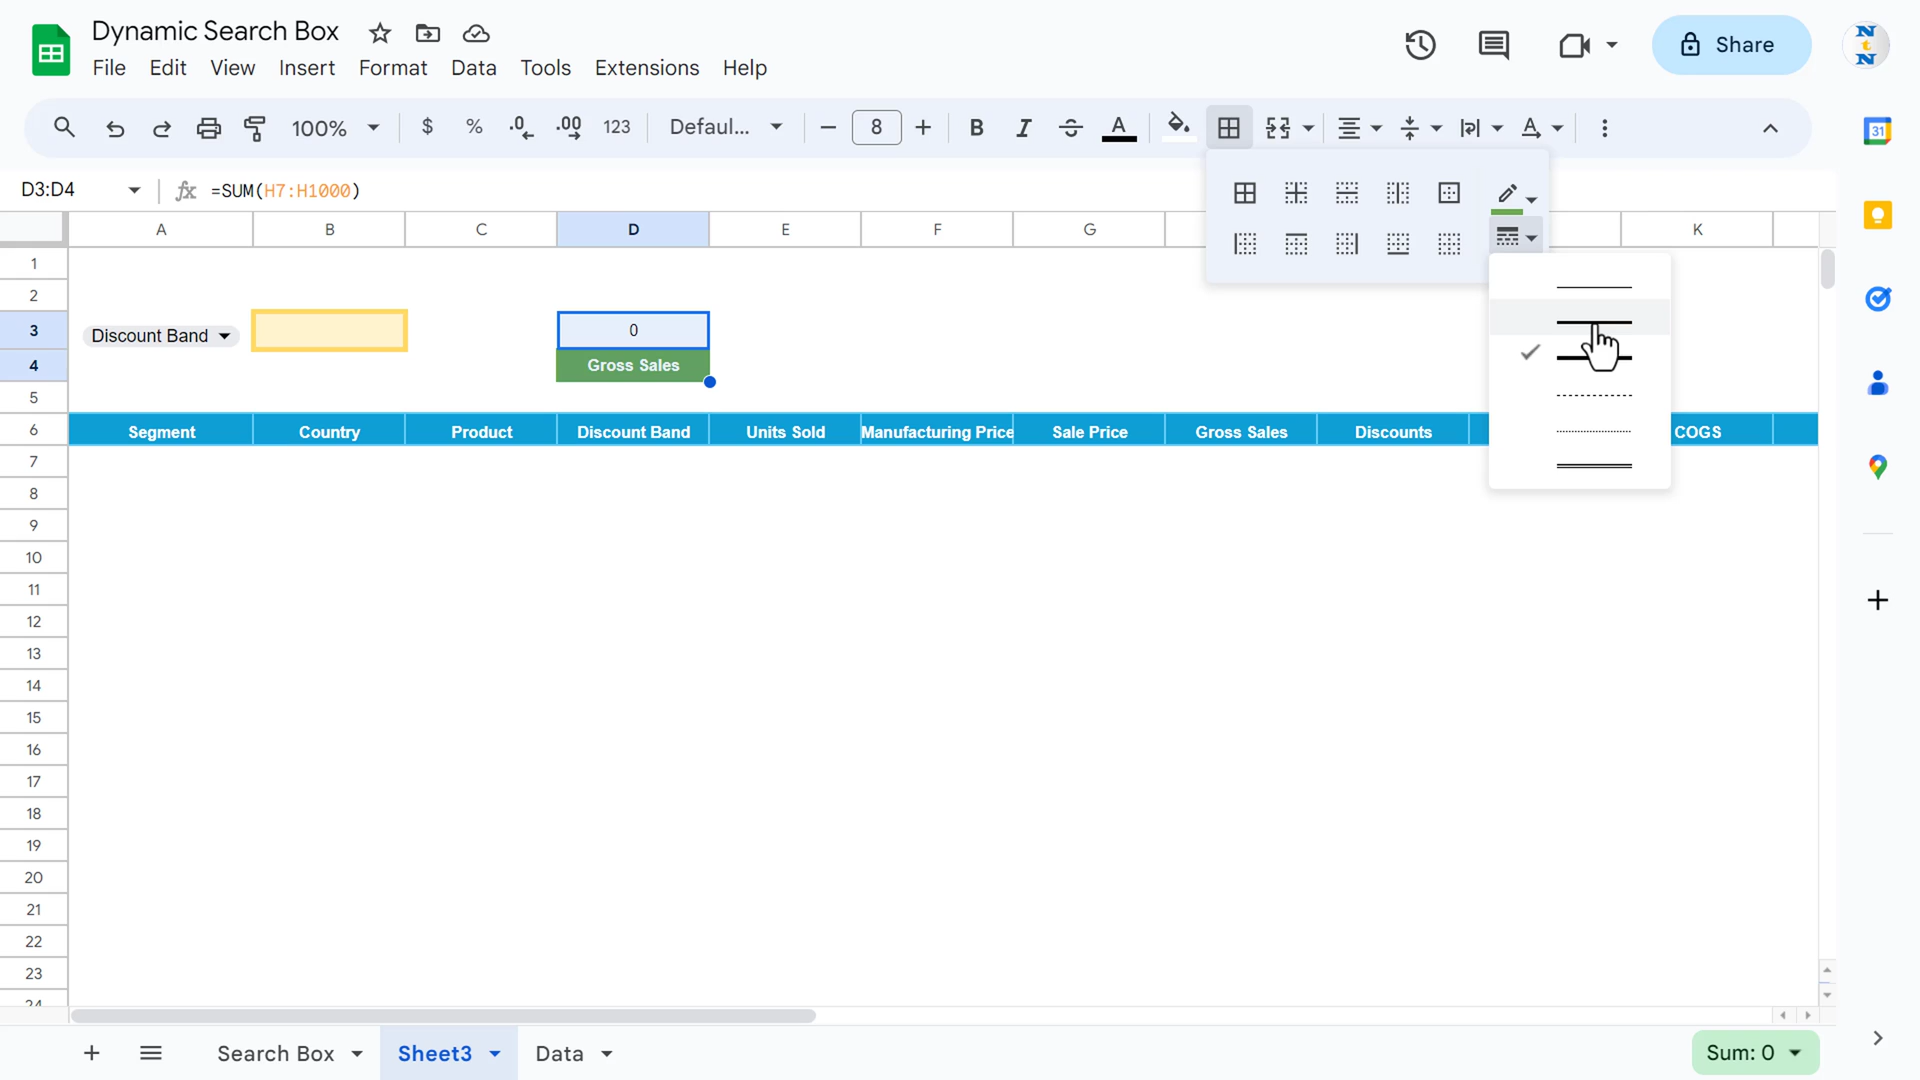 Dynamic Search Box
File Edit View Insert Format Data Tools Extensions Help
Share
N
t
N
100% $ % .0 .00 123 Defaul... 8 B I S A A
31
D3:D4 fx =SUM(H7:H1000)
A B C D E F G K
1
2
3 Discount Band 0
4 Gross Sales
5
6 Segment Country Product Discount Band Units Sold Manufacturing Price Sale Price Gross Sales Discounts COGS
7
8
9
10
11
12
13
14
15
16
17
18
19
20
21
22
23
24
Search Box Sheet3 Data Sum: 0